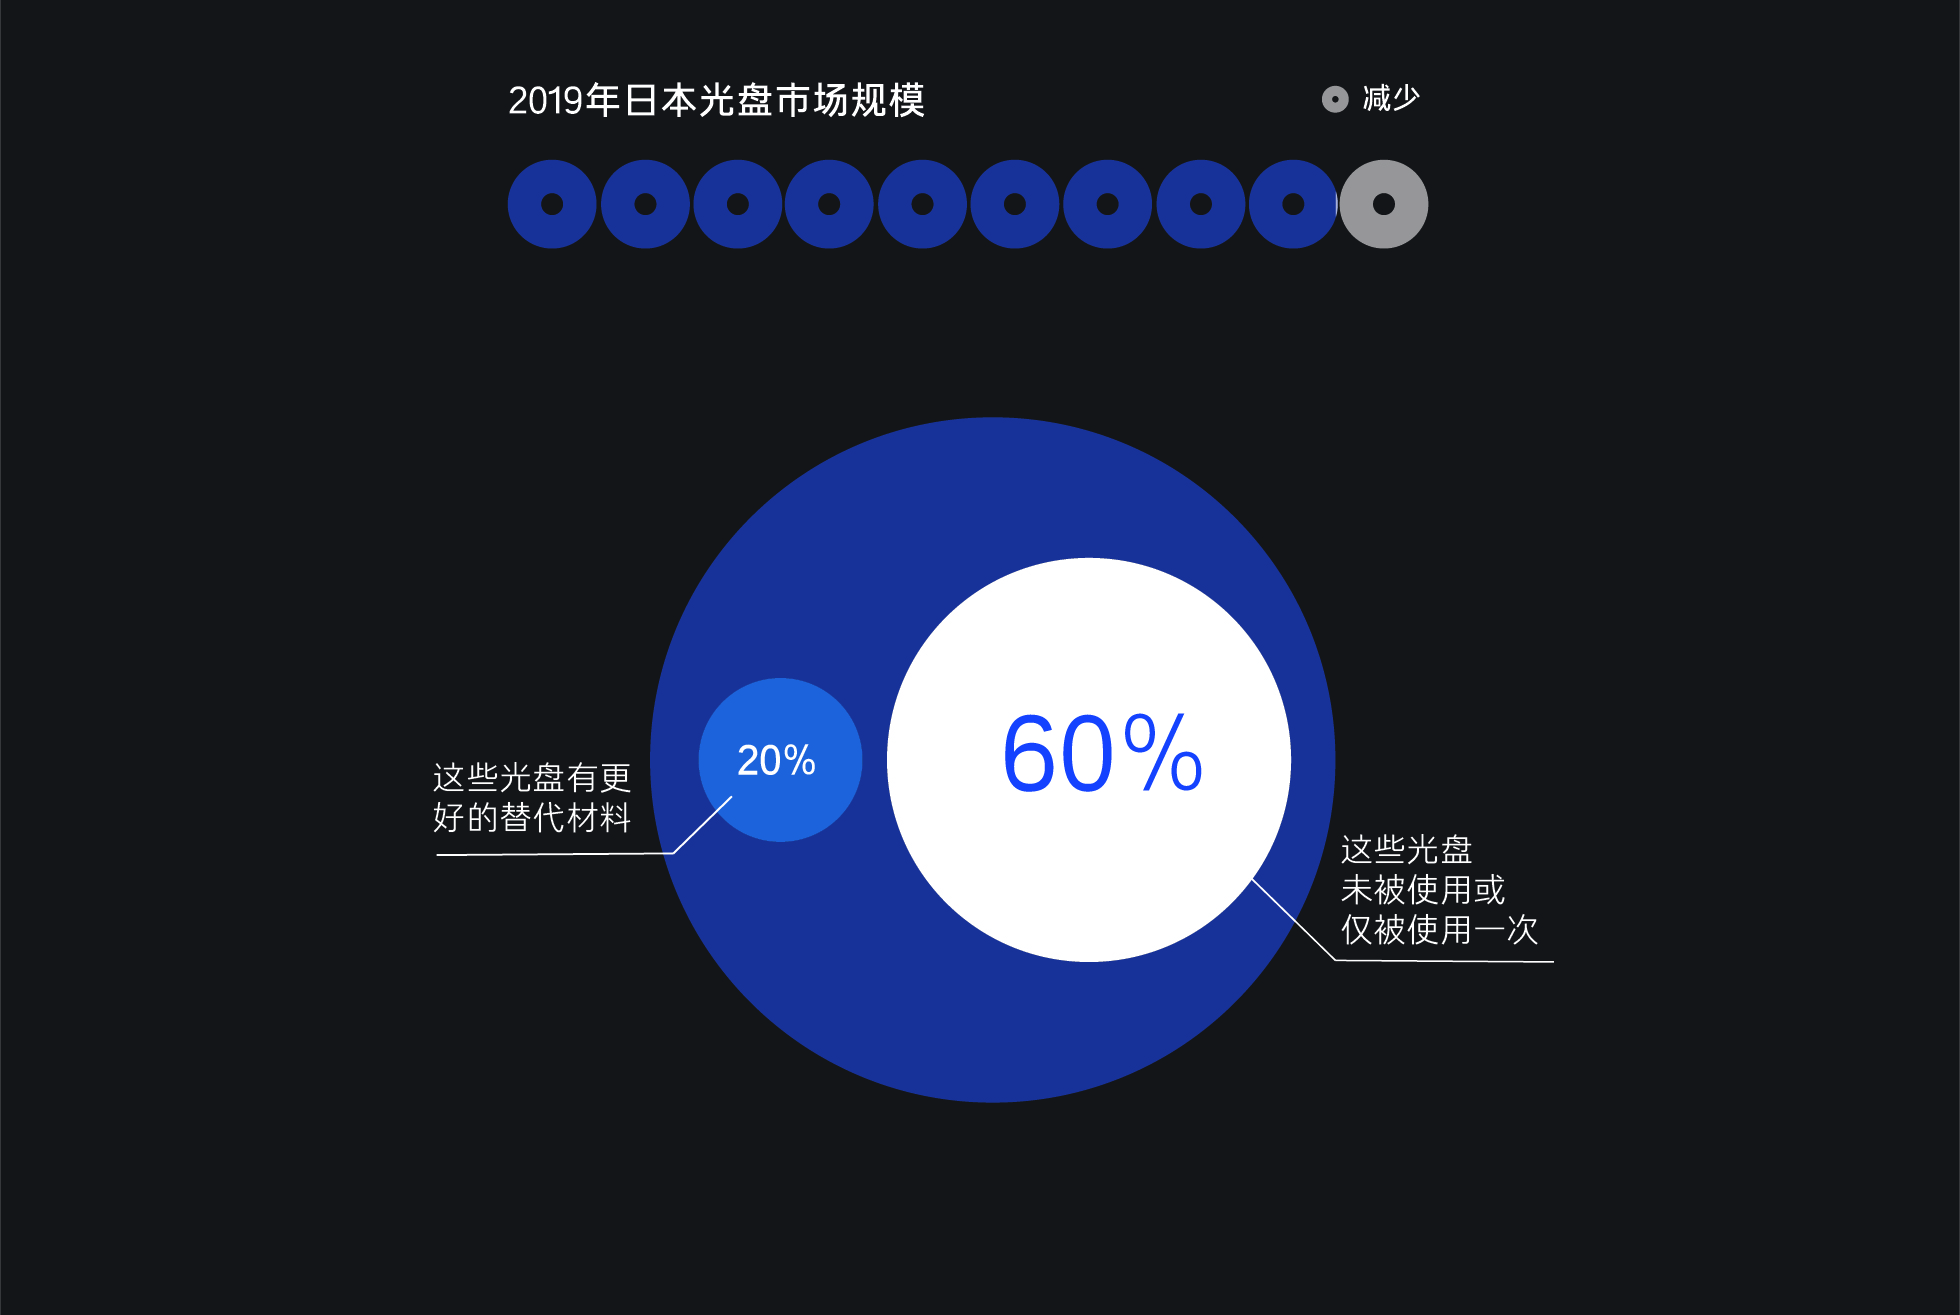 2019年日本光盘市场规模
减少
60%
20%
这些光盘有更
好的替代材料
这些光盘
未被使用或
仅被使用一次